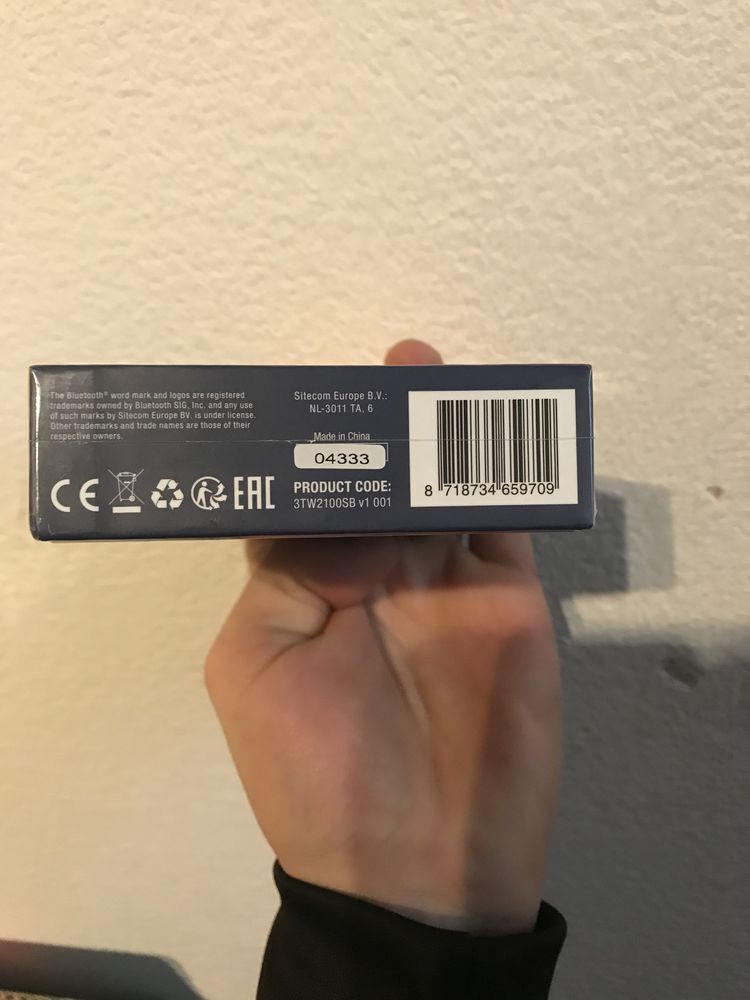 The Bluetooth® word mark and logos are registered
trademarks owned by Bluetooth SIG, Inc. and any use
of such marks by Sitecom Europe BV. is under license.
Other trademarks and trade names are those of their
respective owners.
CE
EAC
Sitecom Europe B.V.:
NL-3011 TA, 6
Made in China
04333
PRODUCT CODE:
3TW2100SB v1 001
8 718734 659709